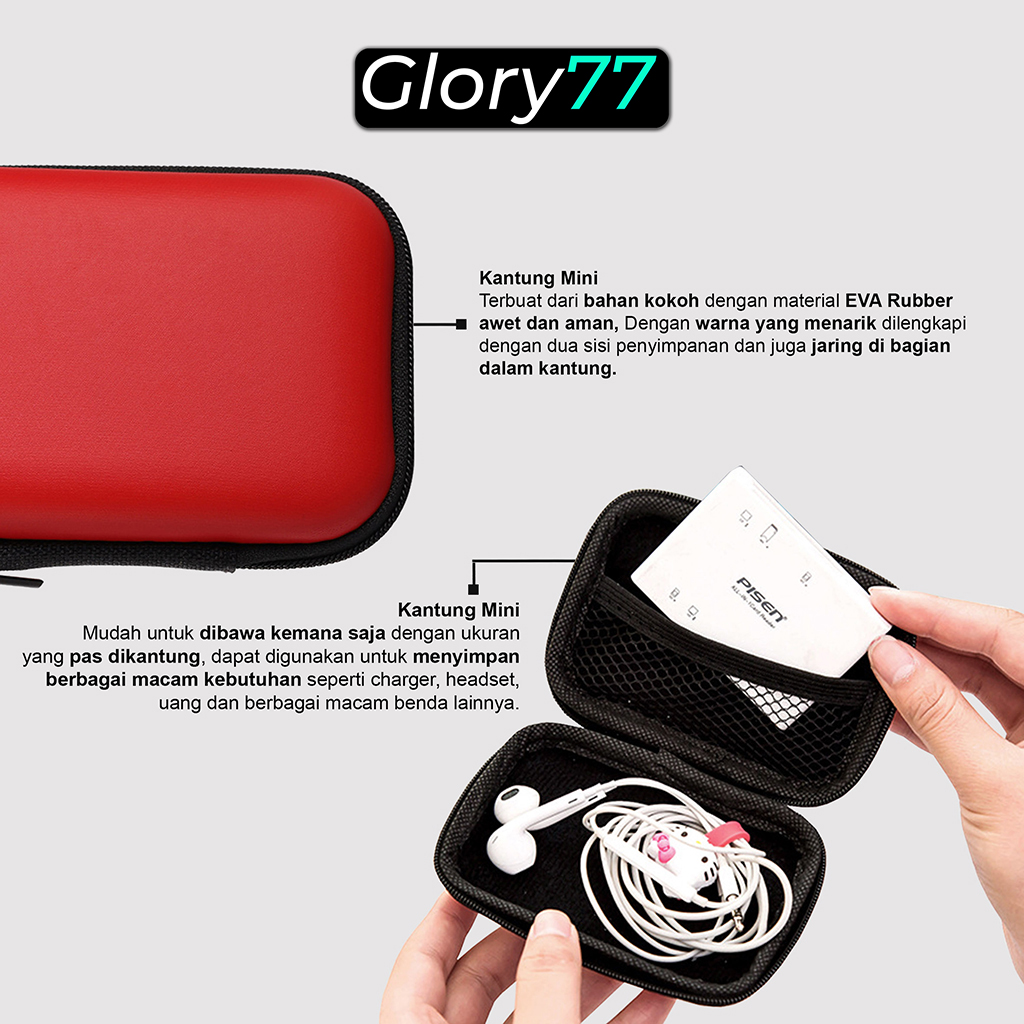 Glory77
Kantung Mini
Terbuat dari bahan kokoh dengan material EVA Rubber
awet dan aman, Dengan warna yang menarik dilengkapi
dengan dua sisi penyimpanan dan juga jaring di bagian
dalam kantung.
Kantung Mini
Mudah untuk dibawa kemana saja dengan ukuran
yang pas dikantung, dapat digunakan untuk menyimpan
berbagai macam kebutuhan seperti charger, headset,
uang dan berbagai macam benda lainnya.
PISEN